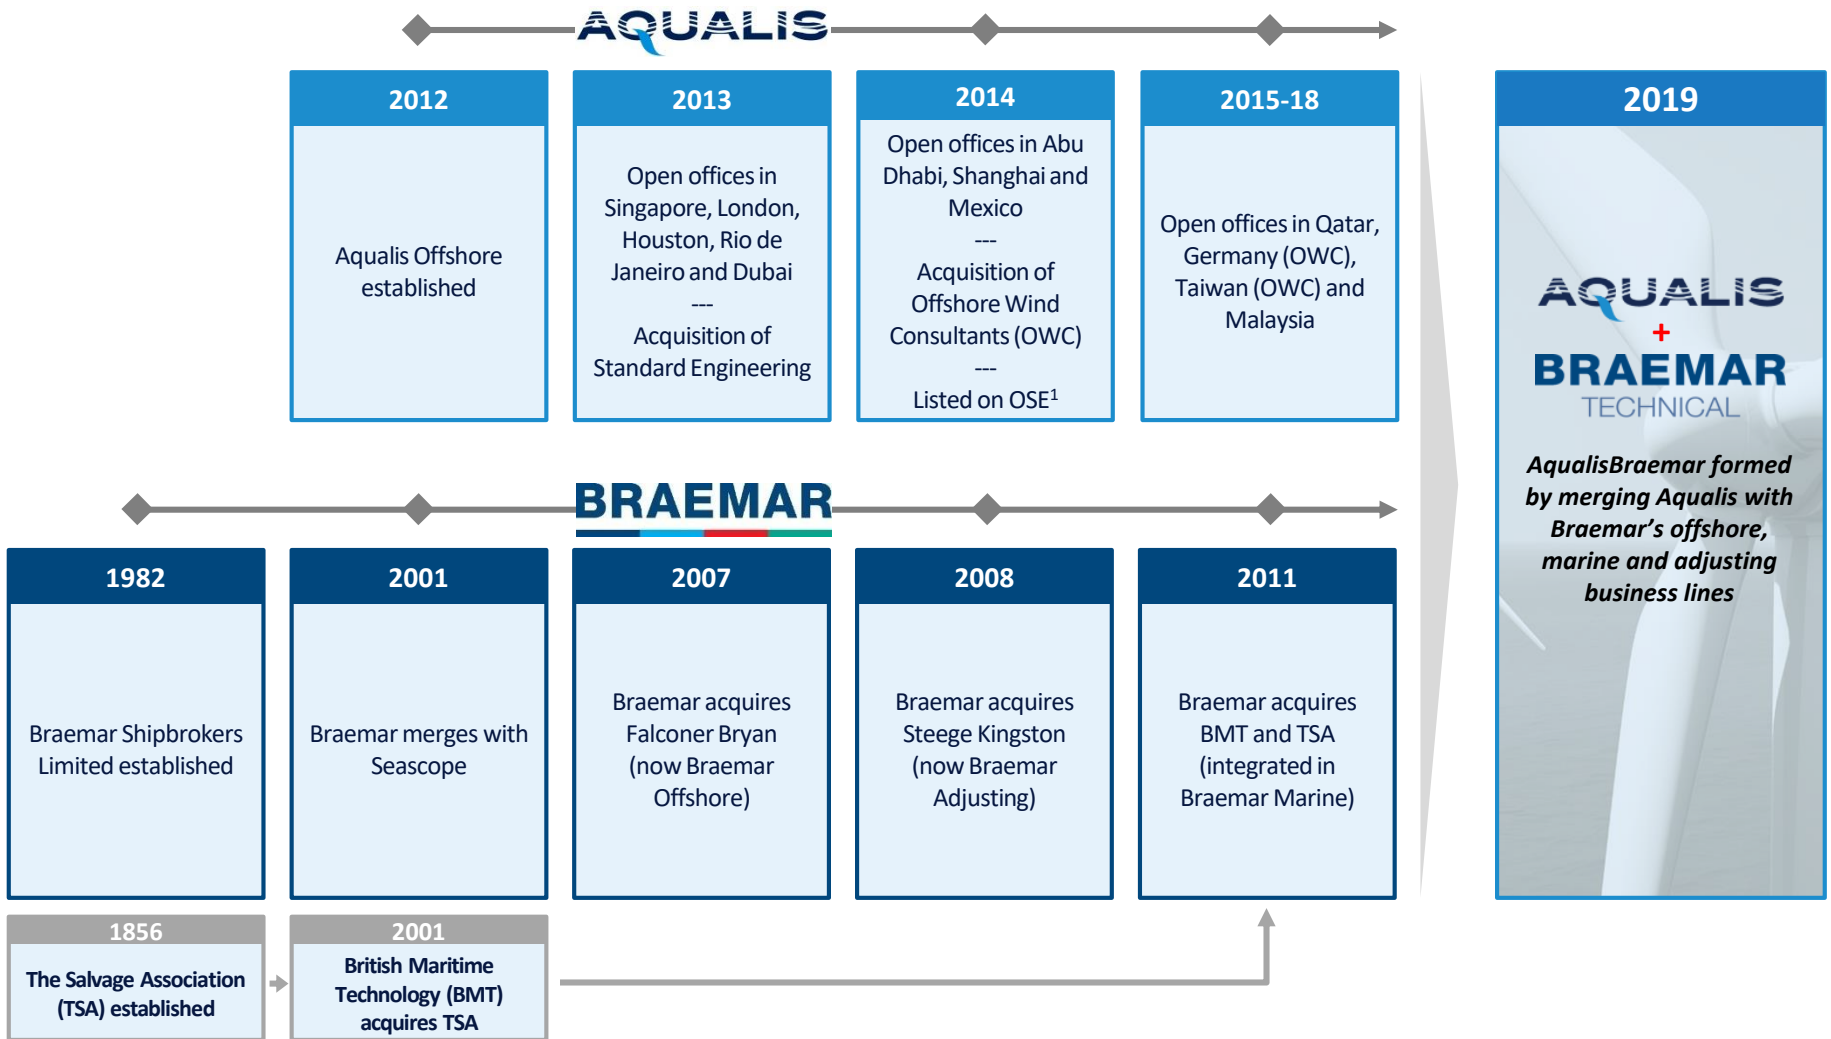 AQUALIS
2012
Aqualis Offshore
established
2013
Open offices in
Singapore, London,
Houston, Rio de
Janeiro and Dubai
---
Acquisition of
Standard Engineering
2014
Open offices in Abu
Dhabi, Shanghai and
Mexico
---
Acquisition of
Offshore Wind
Consultants (OWC)
---
Listed on OSE¹
2015-18
Open offices in Qatar,
Germany (OWC),
Taiwan (OWC) and
Malaysia
BRAEMAR
1982
Braemar Shipbrokers
Limited established
2001
Braemar merges with
Seascope
2007
Braemar acquires
Falconer Bryan
(now Braemar
Offshore)
2008
Braemar acquires
Steege Kingston
(now Braemar
Adjusting)
2011
Braemar acquires
BMT and TSA
(integrated in
Braemar Marine)
1856
The Salvage Association
(TSA) established
2001
British Maritime
Technology (BMT)
acquires TSA
2019
AQUALIS
+
BRAEMAR
TECHNICAL
AqualisBraemar formed
by merging Aqualis with
Braemar’s offshore,
marine and adjusting
business lines